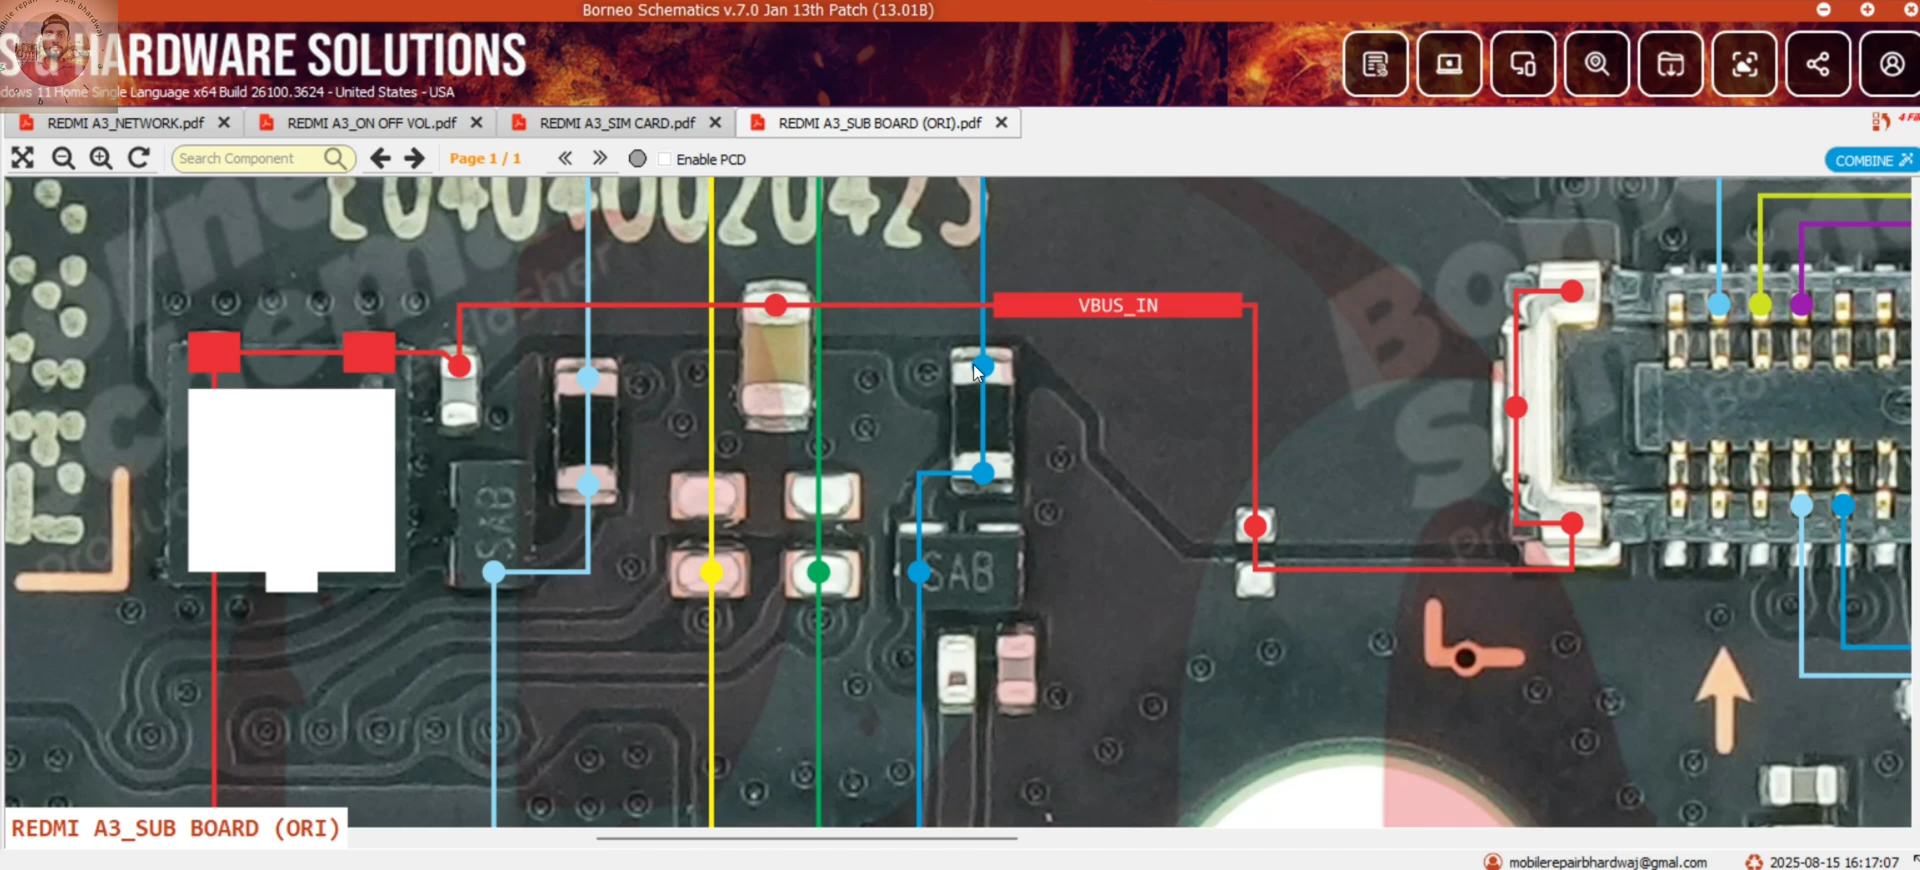 Borneo Schematics v.7.0 Jan 13th Patch (13.01B)
HARDWARE SOLUTIONS
dows 11 Home Single Language x64 Build 26100.3624 - United States - USA
REDMI A3_NETWORK.pdf
REDMI A3_ON OFF VOL.pdf
REDMI A3_SIM CARD.pdf
REDMI A3_SUB BOARD (ORI).pdf
Search Component
Page 1 / 1
Enable PCD
COMBINE
VBUS_IN
SAB
SAB
REDMI A3_SUB BOARD (ORI)
mobilerepairbhardwaj@gmal.com
2025-08-15 16:17:07